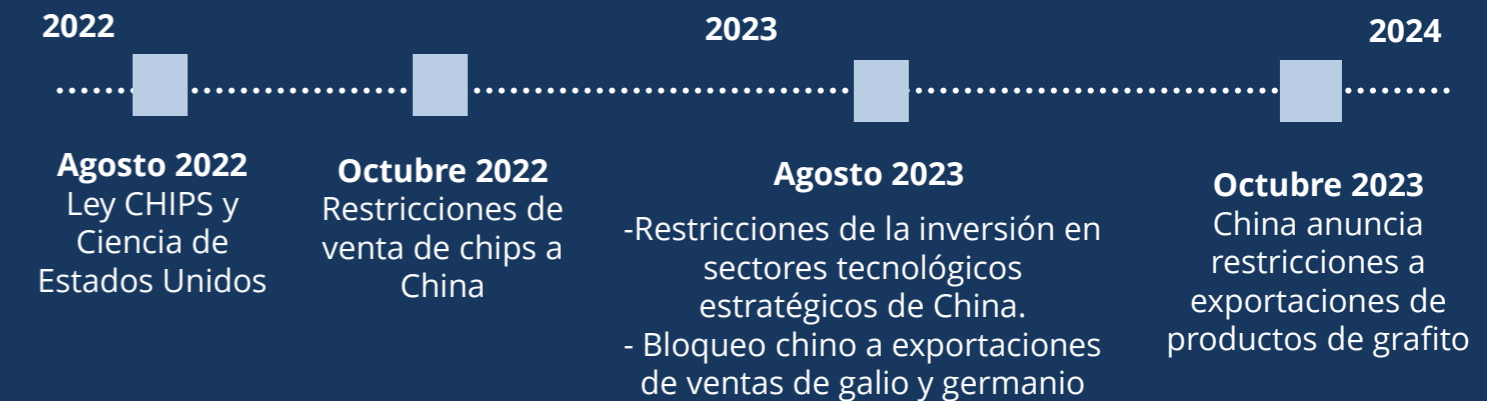 2022
2023
2024
Agosto 2022
Ley CHIPS y
Ciencia de
Estados Unidos
Octubre 2022
Restricciones de
venta de chips a
China
Agosto 2023
-Restricciones de la inversión en
sectores tecnológicos
estratégicos de China.
- Bloqueo chino a exportaciones
de ventas de galio y germanio
Octubre 2023
China anuncia
restricciones a
exportaciones de
productos de grafito